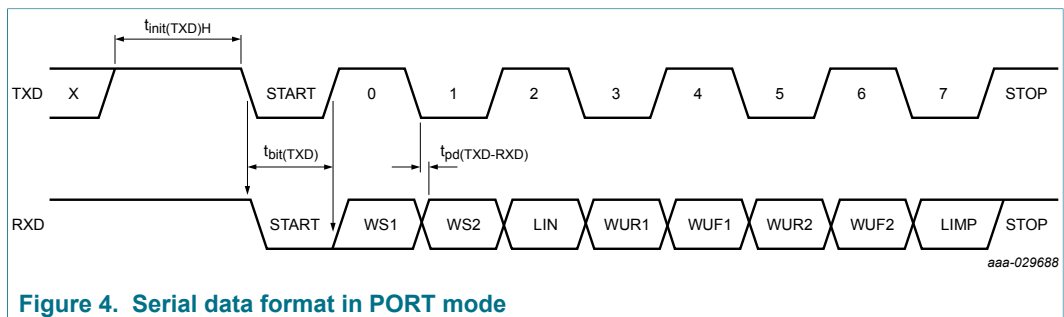 tinit(TXD)H
TXD X START 0 1 2 3 4 5 6 7 STOP
tbit(TXD) tpd(TXD-RXD)
RXD START WS1 WS2 LIN WUR1 WUF1 WUR2 WUF2 LIMP STOP
aaa-029688
Figure 4. Serial data format in PORT mode